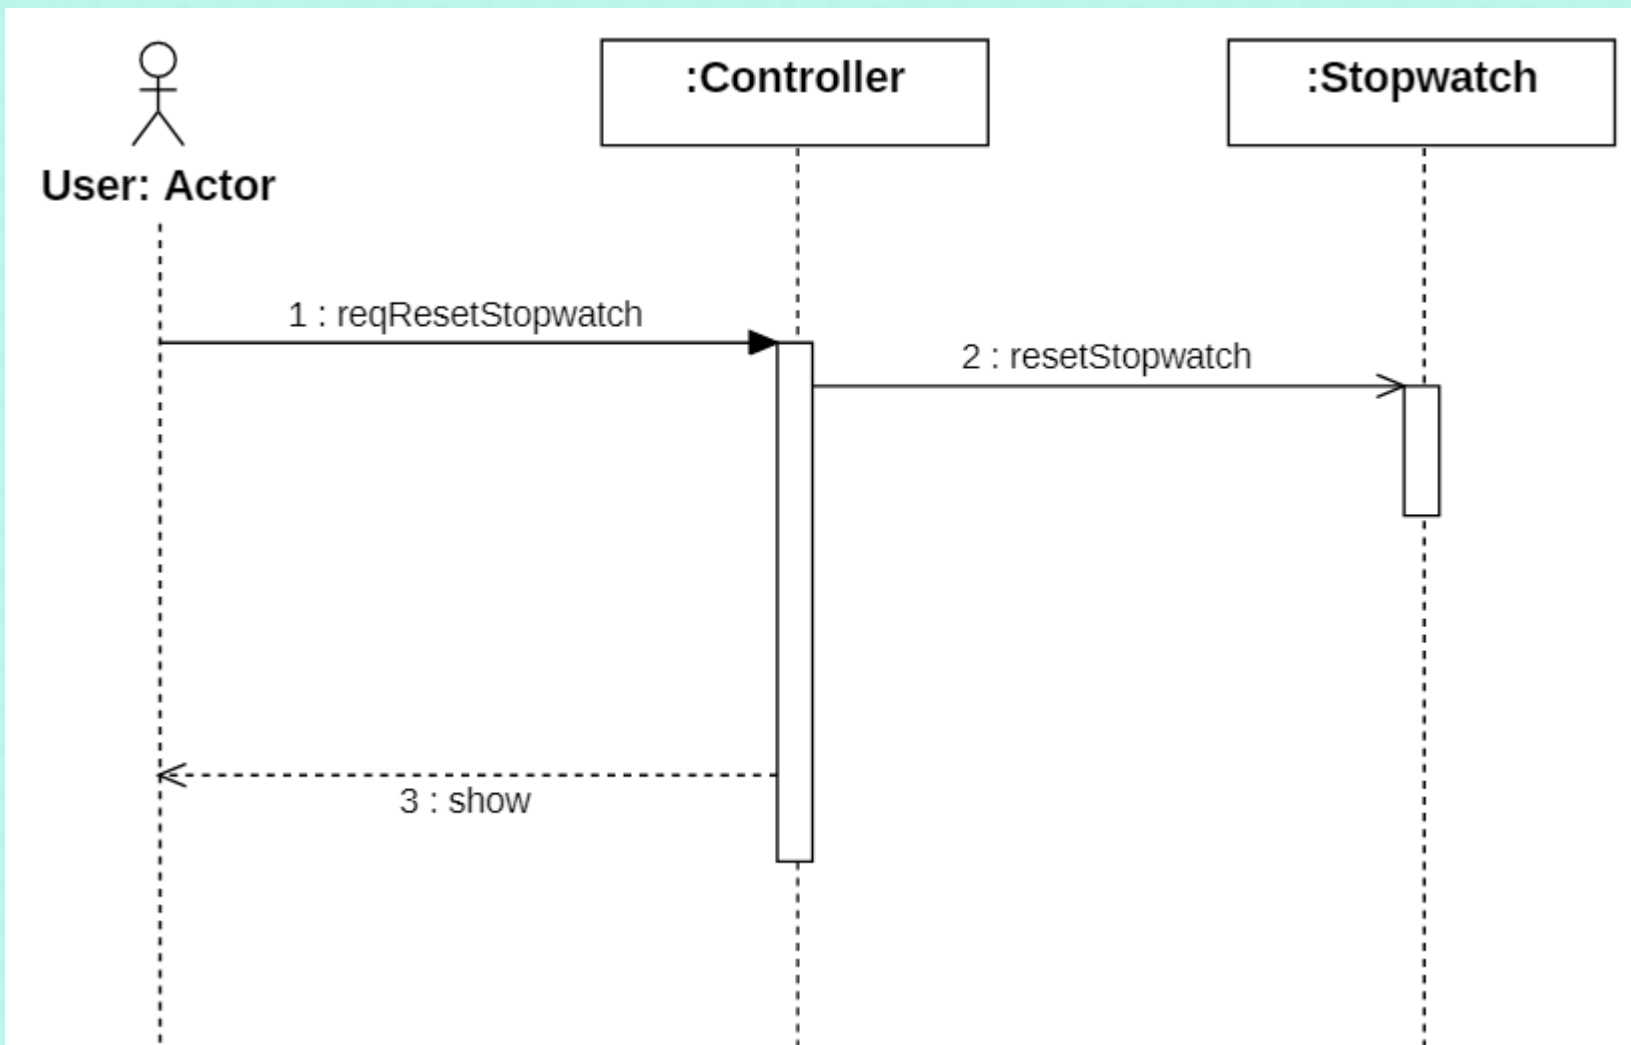 :Controller
:Stopwatch
User: Actor
1 : reqResetStopwatch
2 : resetStopwatch
3 : show